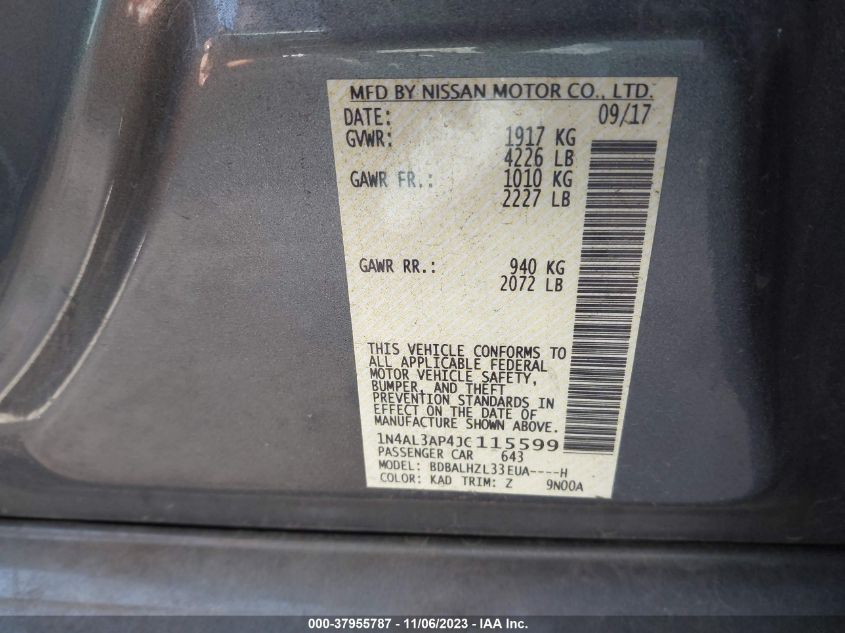 MFD BY NISSAN MOTOR CO., LTD.
DATE: 09/17
GVWR: 1917 KG
4226 LB
GAWR FR.: 1010 KG
2227 LB
GAWR RR.: 940 KG
2072 LB
THIS VEHICLE CONFORMS TO
ALL APPLICABLE FEDERAL
MOTOR VEHICLE SAFETY,
BUMPER, AND THEFT
PREVENTION STANDARDS IN
EFFECT ON THE DATE OF
MANUFACTURE SHOWN ABOVE.
1N4AL3AP4JC115599
PASSENGER CAR 643
MODEL: BDBALHZL33EUA----H
COLOR: KAD TRIM: Z 9N00A
000-37955787 - 11/06/2023 - IAA Inc.